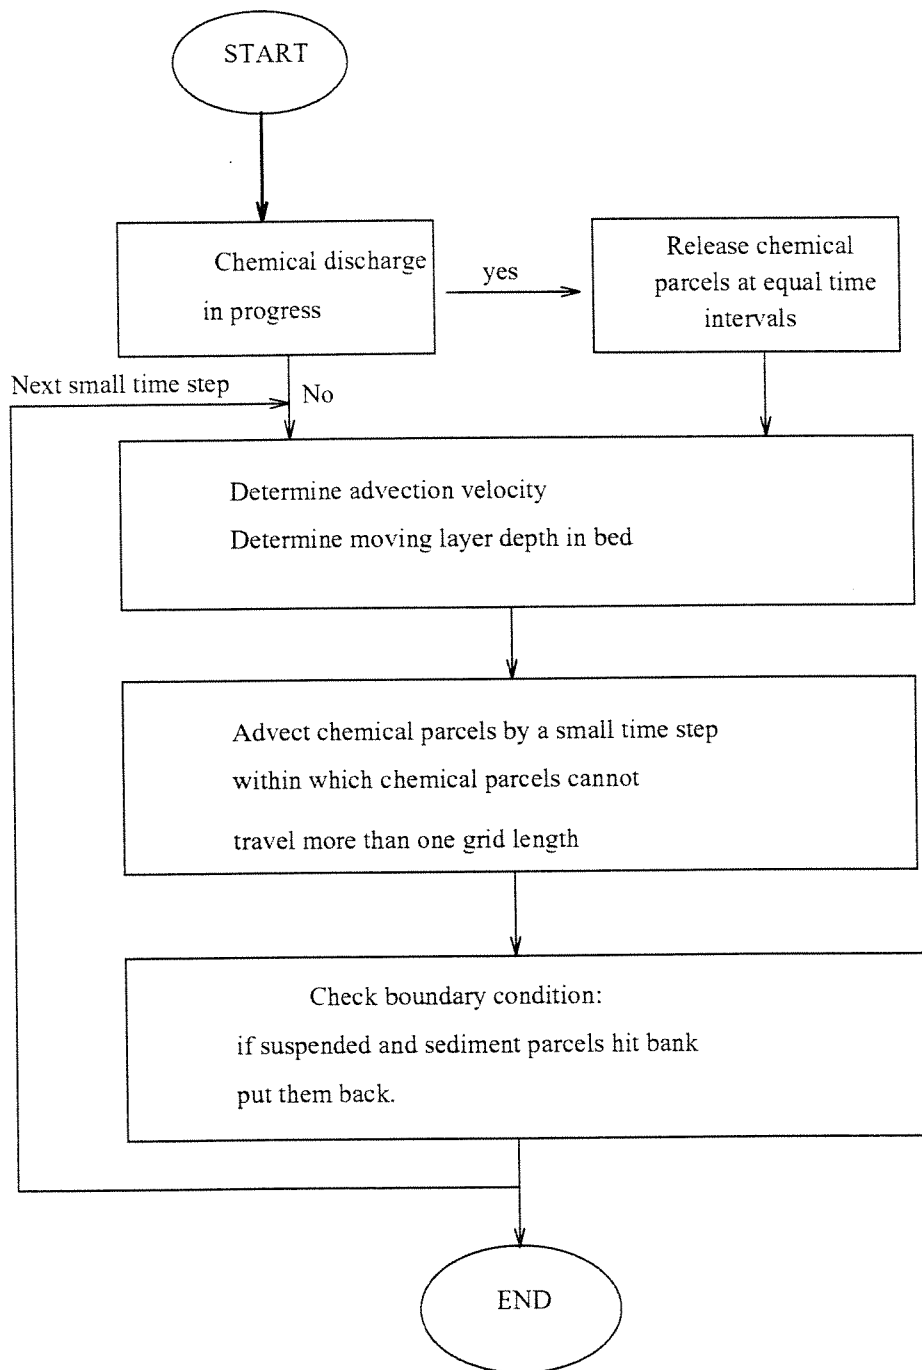 START
Chemical discharge
in progress
yes
Release chemical
parcels at equal time
intervals
Next small time step
No
Determine advection velocity
Determine moving layer depth in bed
Advect chemical parcels by a small time step
within which chemical parcels cannot
travel more than one grid length
Check boundary condition:
if suspended and sediment parcels hit bank
put them back.
END